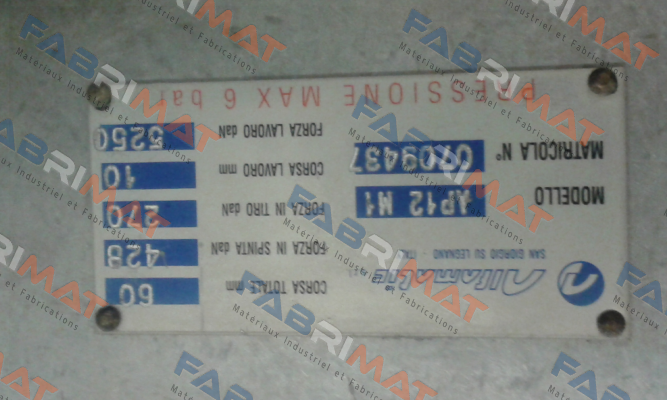 Alfamatic
SAN GIORGIO SU LEGNANO - ITALY
MODELLO AP12 M1
MATRICOLA N° 0709437
CORSA TOTALE mm 60
FORZA IN SPINTA daN 428
FORZA IN TIRO daN 270
CORSA LAVORO mm 10
FORZA LAVORO daN 5250
PRESSIONE MAX 6 bar
FABRIMAT
Matériaux Industriel et Fabrications